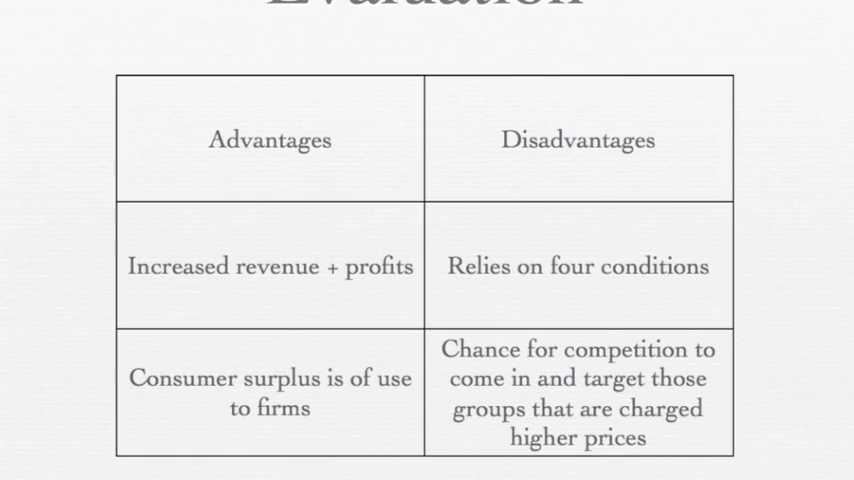 Evaluation
Advantages
Disadvantages
Increased revenue + profits
Relies on four conditions
Consumer surplus is of use
to firms
Chance for competition to
come in and target those
groups that are charged
higher prices